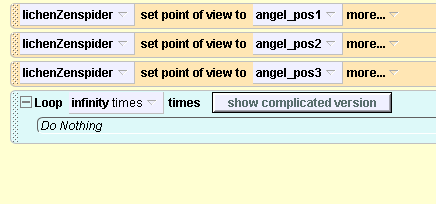 lichenZenspider set point of view to angel_pos1 more...
lichenZenspider set point of view to angel_pos2 more...
lichenZenspider set point of view to angel_pos3 more...
Loop infinity times times show complicated version
Do Nothing